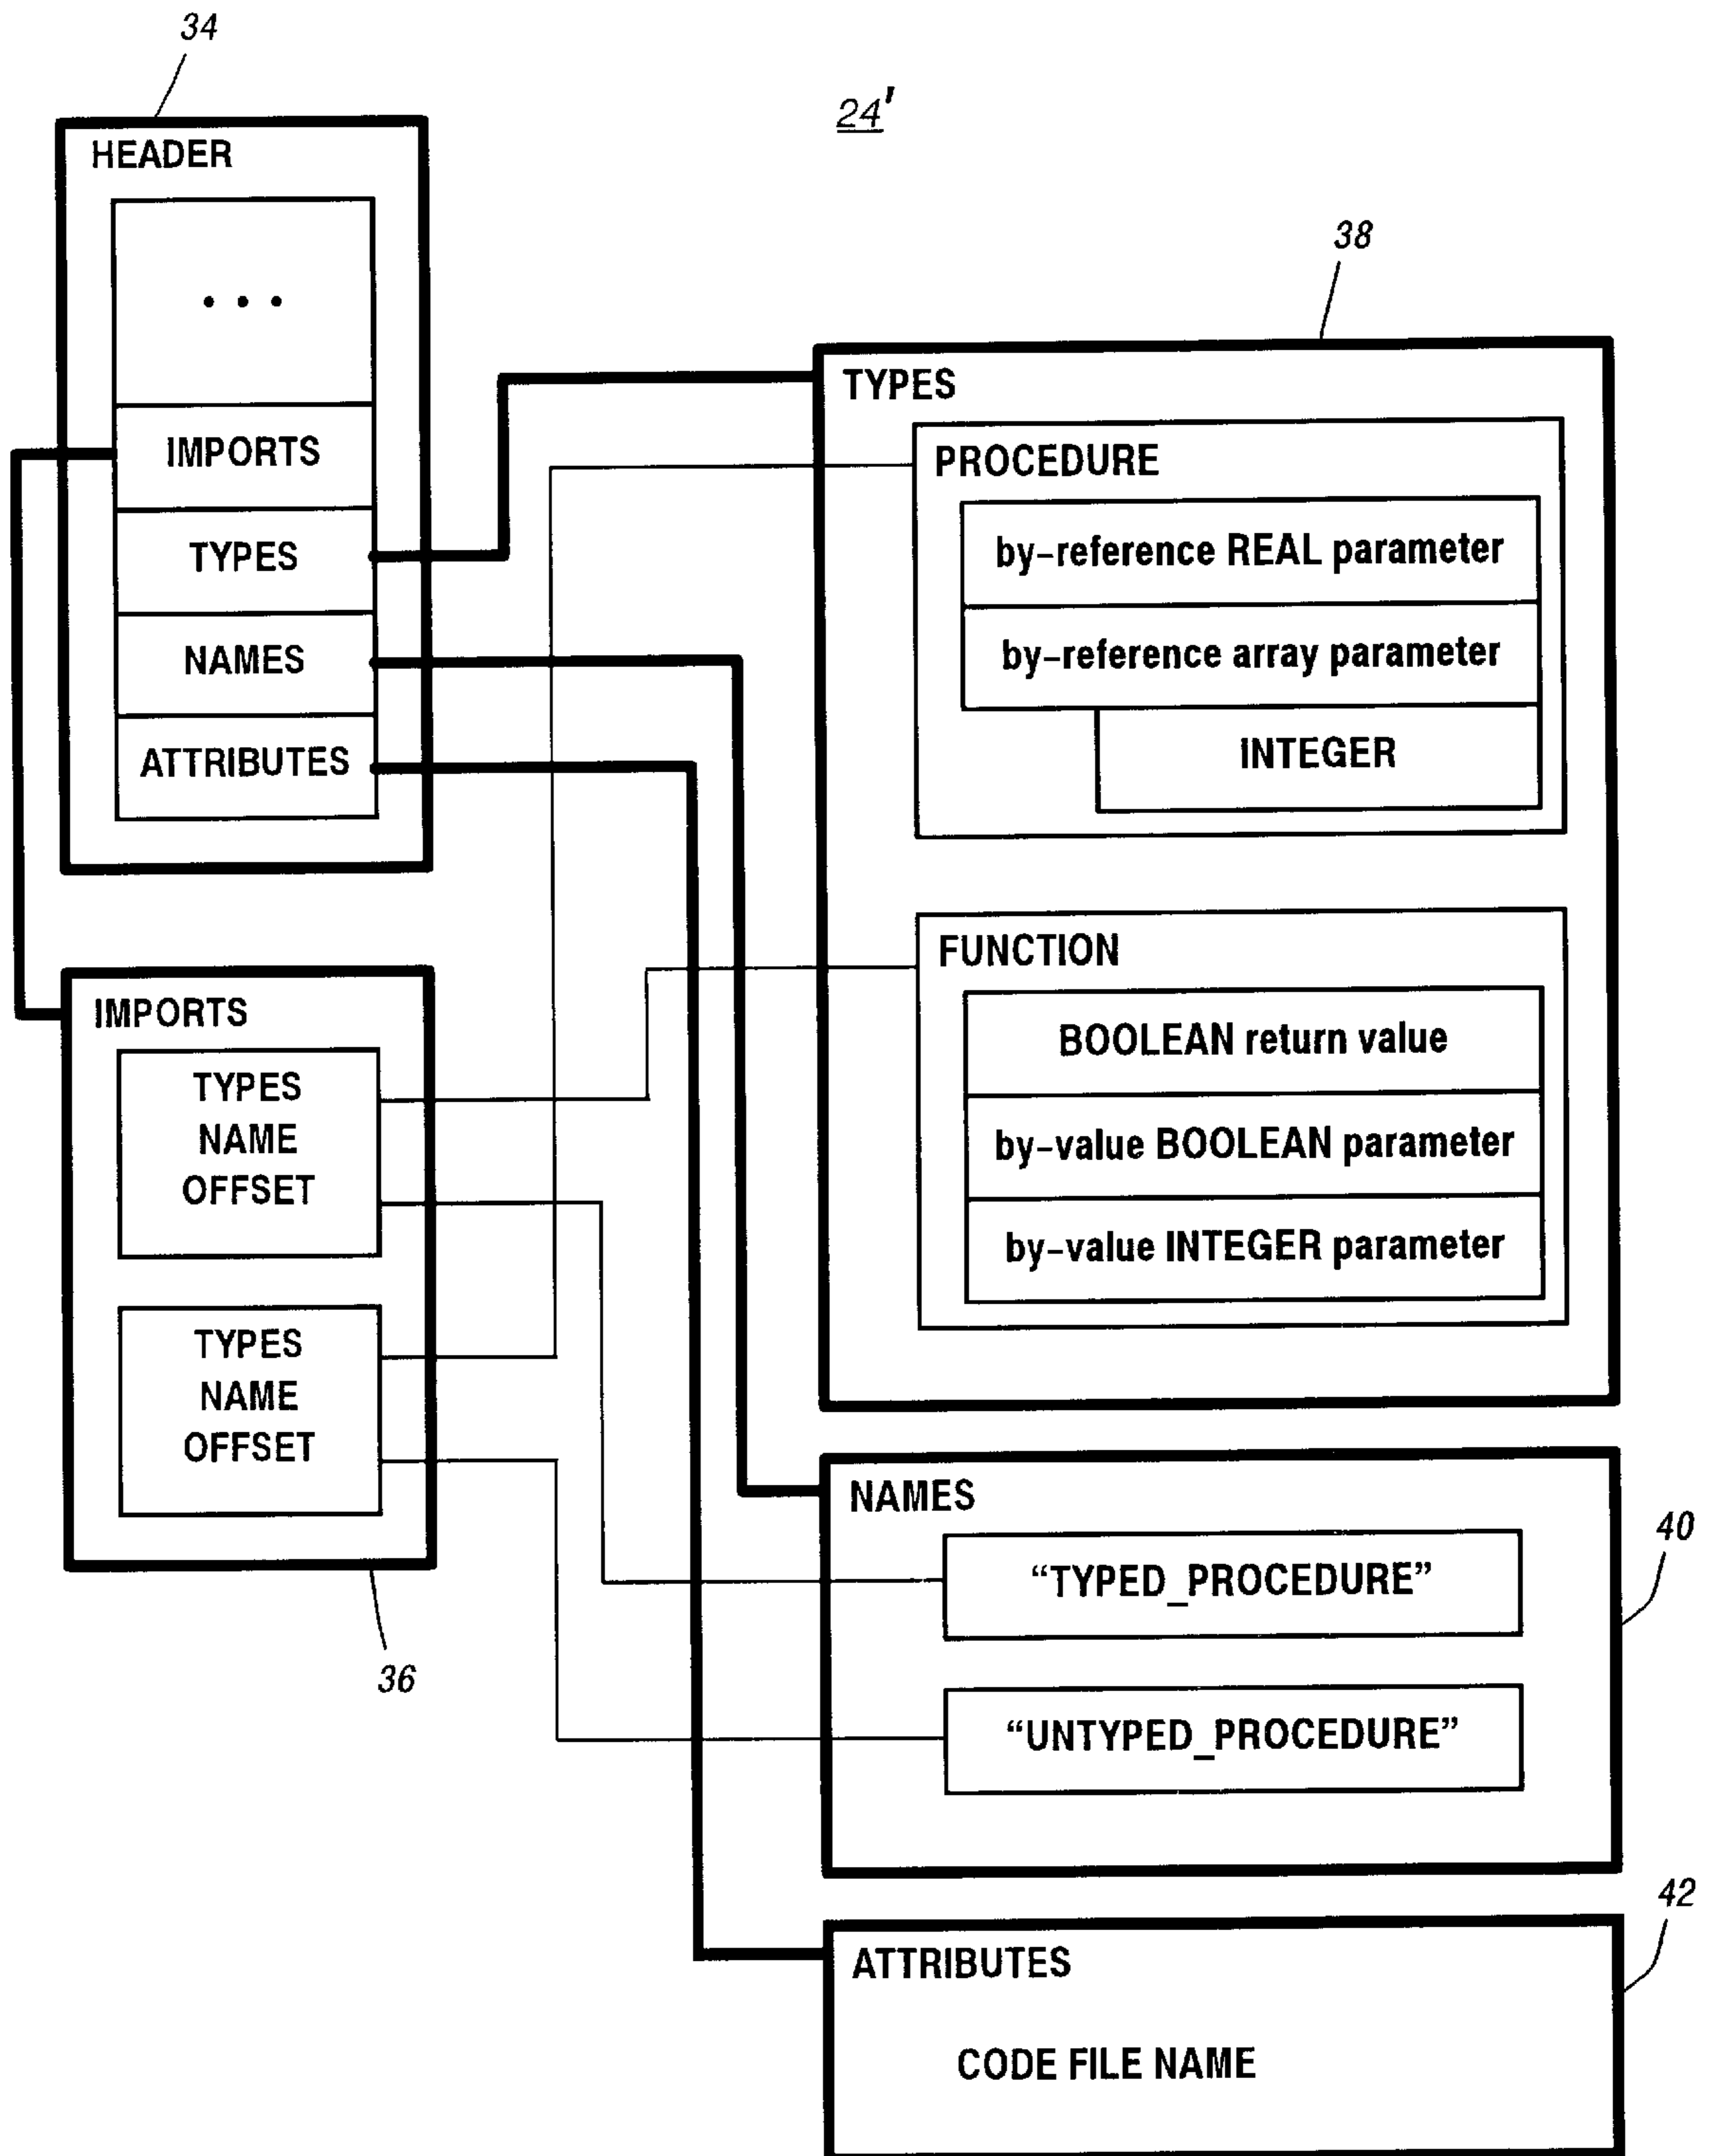 34
24'
HEADER
. . .
IMPORTS
TYPES
NAMES
ATTRIBUTES
38
TYPES
PROCEDURE
by-reference REAL parameter
by-reference array parameter
INTEGER
FUNCTION
BOOLEAN return value
by-value BOOLEAN parameter
by-value INTEGER parameter
IMPORTS
TYPES
NAME
OFFSET
TYPES
NAME
OFFSET
36
NAMES
40
“TYPED_PROCEDURE”
“UNTYPED_PROCEDURE”
42
ATTRIBUTES
CODE FILE NAME